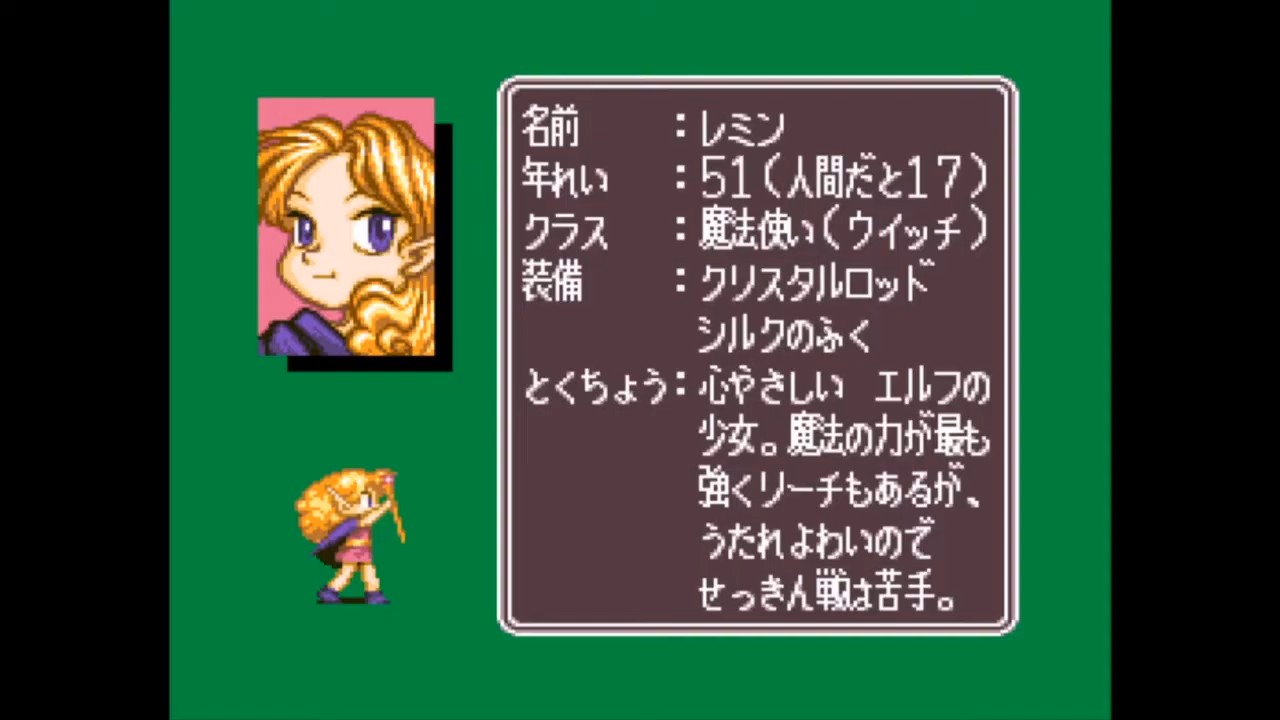 名前 :レミン
年れい :51(人間だと17)
クラス :魔法使い(ウイッチ)
装備 :クリスタルロッド
シルクのふく
とくちょう:心やさしい エルフの
少女。魔法の力が最も
強くリーチもあるが、
うたれよわいので
せっきん戦は苦手。